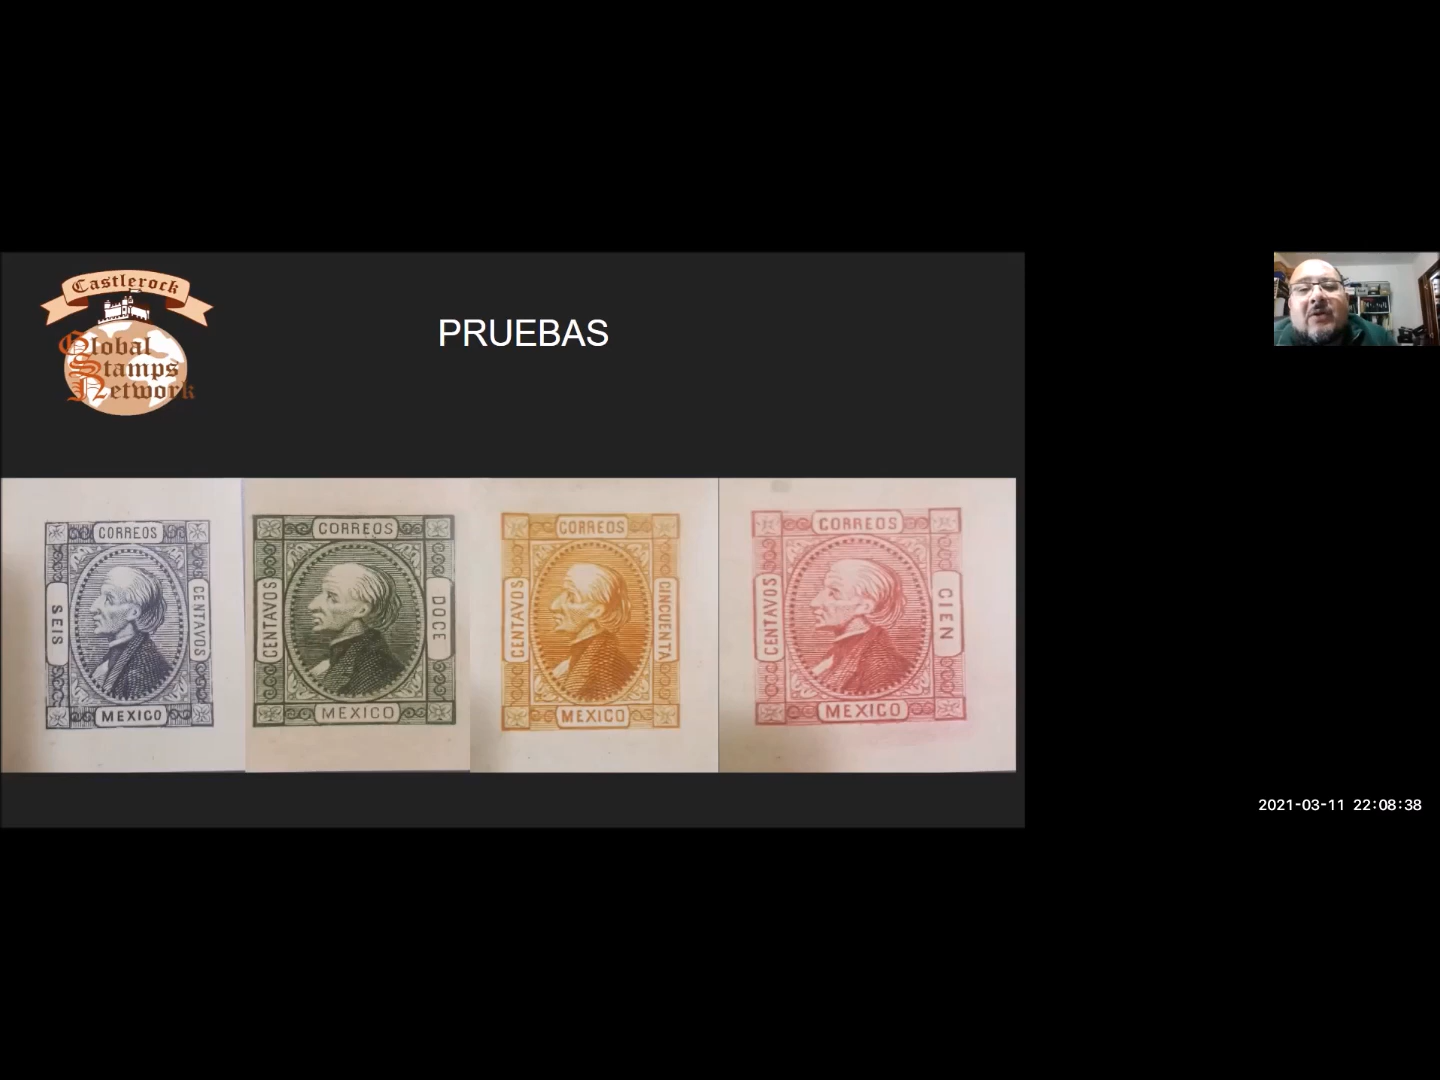 Castlerock
Global
Stamps
Network
PRUEBAS
CORREOS
SEIS
CENTAVOS
MEXICO
CORREOS
CENTAVOS
DOCE
MEXICO
CORREOS
CENTAVOS
CINCUENTA
MEXICO
CORREOS
CENTAVOS
CIEN
MEXICO
2021-03-11 22:08:38